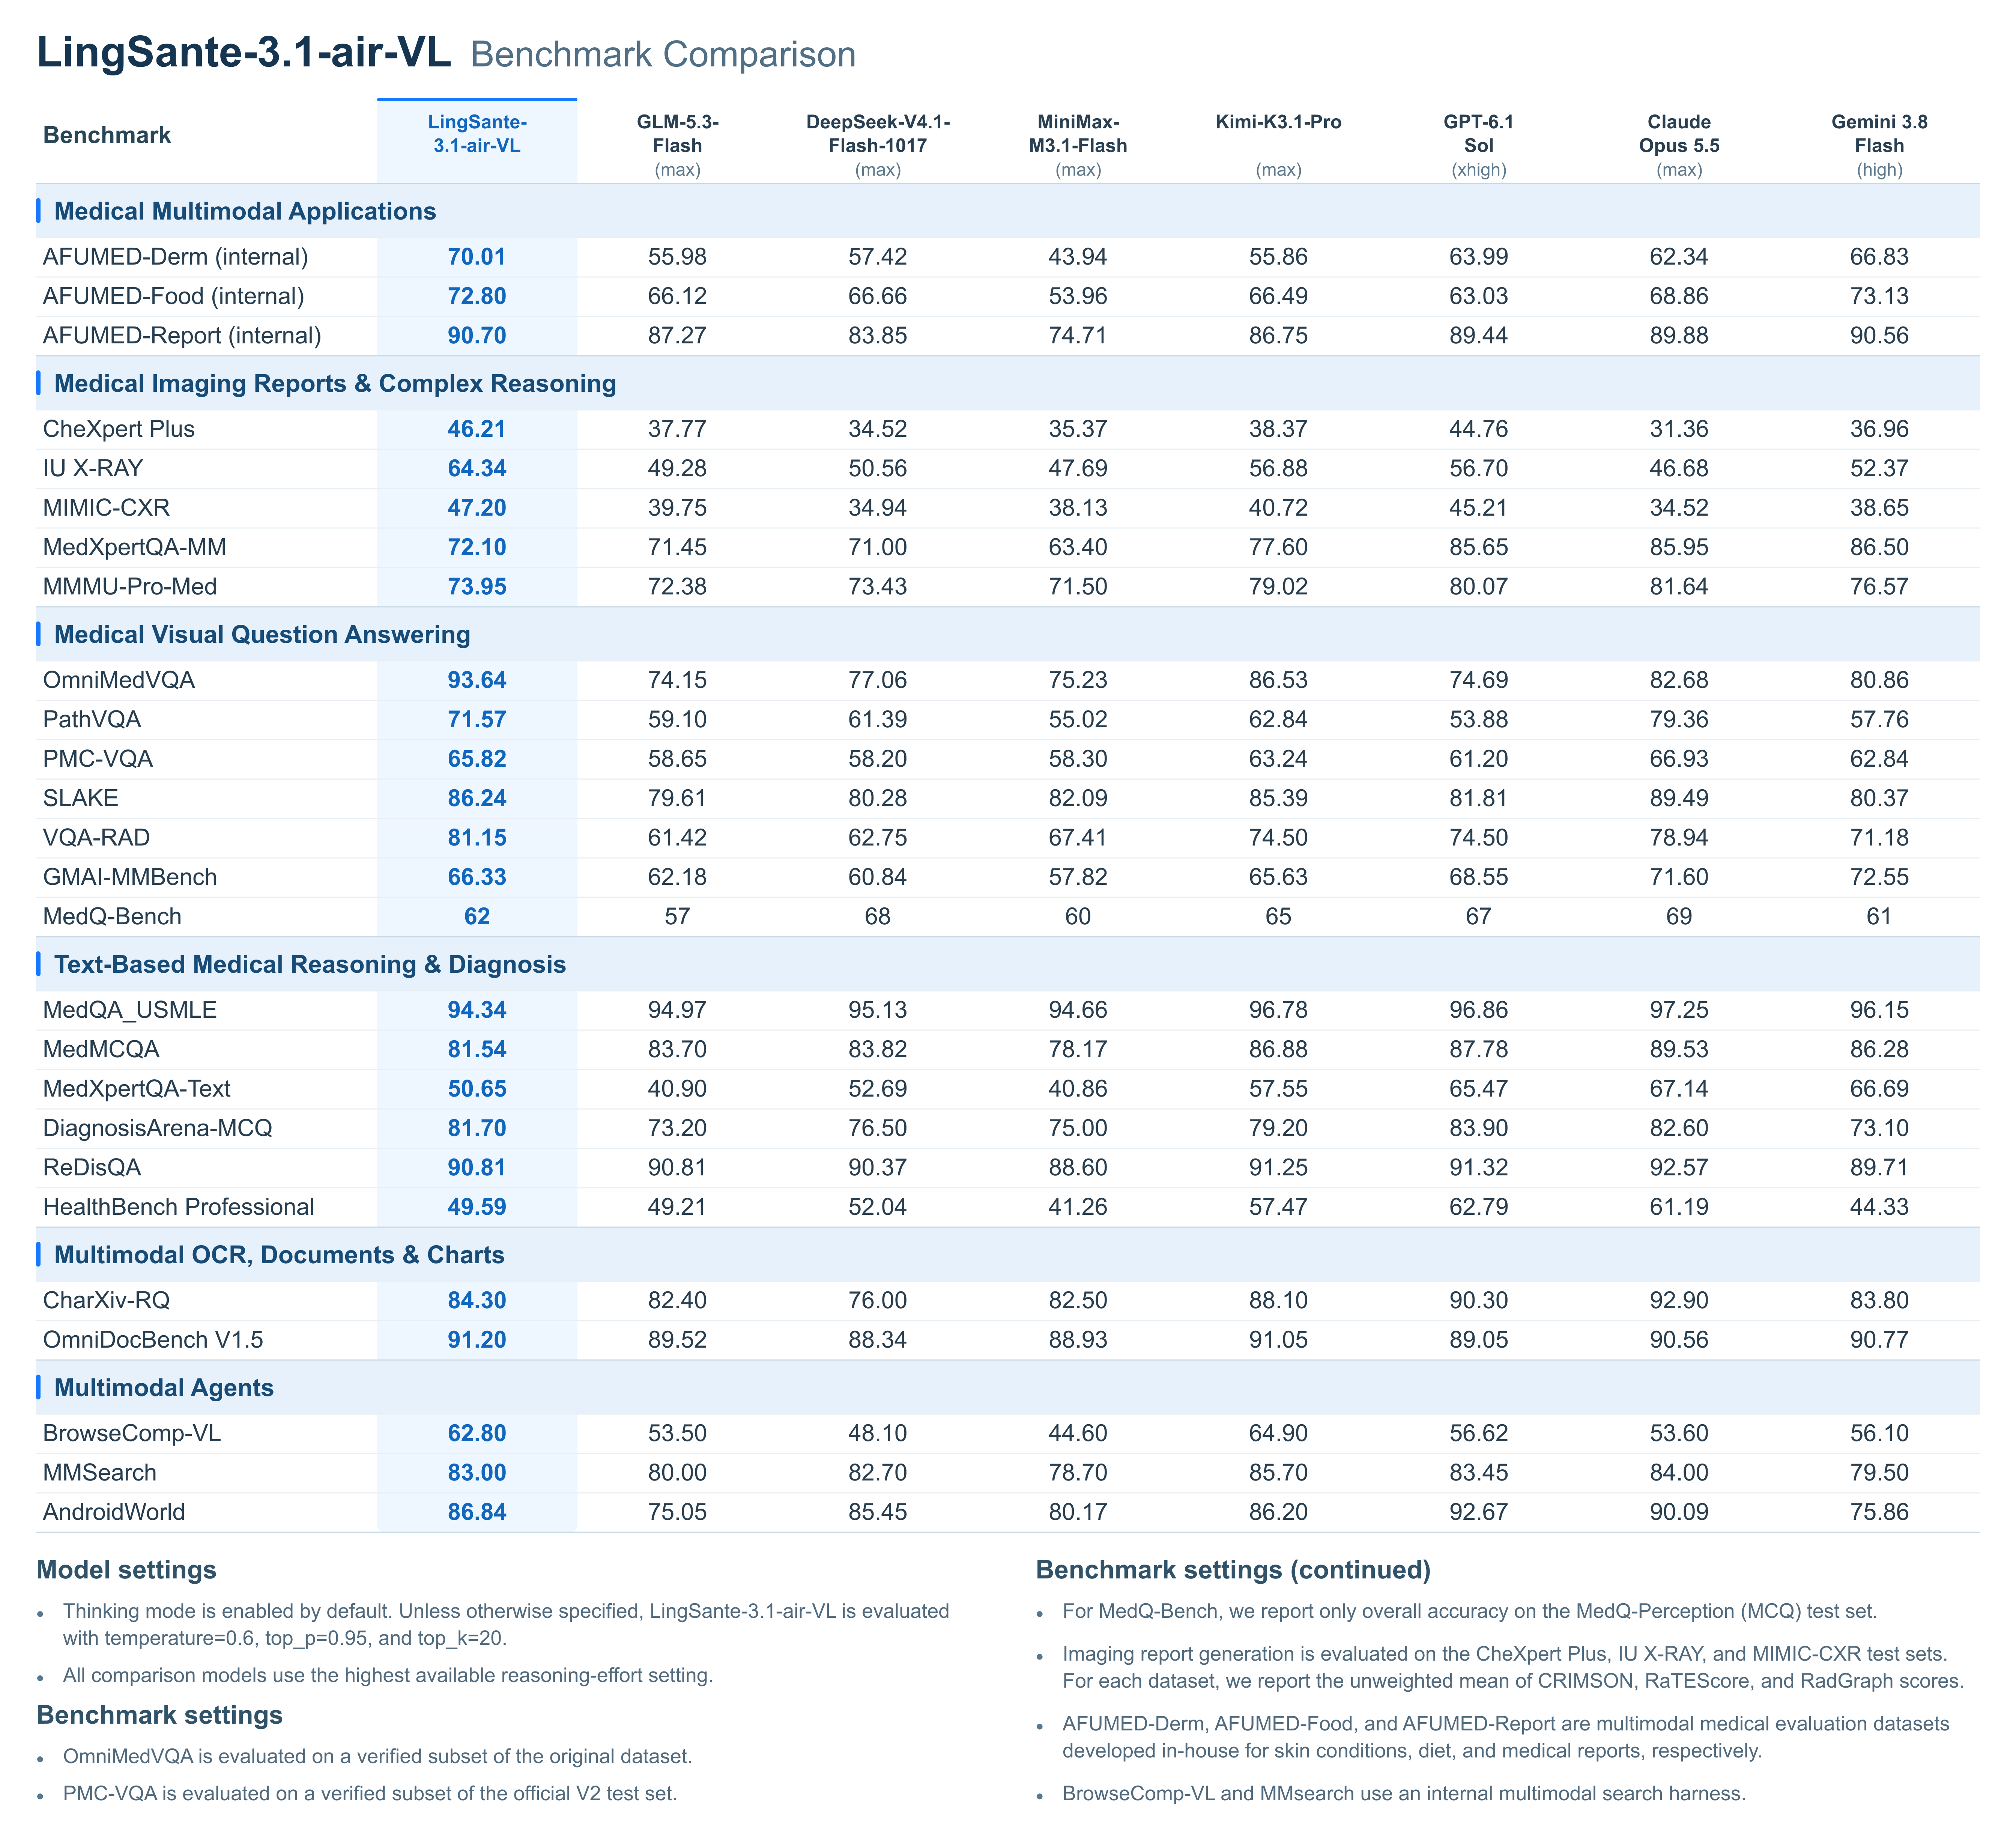 LingSante-3.1-air-VL Benchmark Comparison
Benchmark LingSante-3.1-air-VL GLM-5.3-Flash (max) DeepSeek-V4.1-Flash-1017 (max) MiniMax-M3.1-Flash (max) Kimi-K3.1-Pro (max) GPT-6.1 Sol (xhigh) Claude Opus 5.5 (max) Gemini 3.8 Flash (high)
Medical Multimodal Applications
AFUMED-Derm (internal) 70.01 55.98 57.42 43.94 55.86 63.99 62.34 66.83
AFUMED-Food (internal) 72.80 66.12 66.66 53.96 66.49 63.03 68.86 73.13
AFUMED-Report (internal) 90.70 87.27 83.85 74.71 86.75 89.44 89.88 90.56
Medical Imaging Reports & Complex Reasoning
CheXpert Plus 46.21 37.77 34.52 35.37 38.37 44.76 31.36 36.96
IU X-RAY 64.34 49.28 50.56 47.69 56.88 56.70 46.68 52.37
MIMIC-CXR 47.20 39.75 34.94 38.13 40.72 45.21 34.52 38.65
MedXpertQA-MM 72.10 71.45 71.00 63.40 77.60 85.65 85.95 86.50
MMMU-Pro-Med 73.95 72.38 73.43 71.50 79.02 80.07 81.64 76.57
Medical Visual Question Answering
OmniMedVQA 93.64 74.15 77.06 75.23 86.53 74.69 82.68 80.86
PathVQA 71.57 59.10 61.39 55.02 62.84 53.88 79.36 57.76
PMC-VQA 65.82 58.65 58.20 58.30 63.24 61.20 66.93 62.84
SLAKE 86.24 79.61 80.28 82.09 85.39 81.81 89.49 80.37
VQA-RAD 81.15 61.42 62.75 67.41 74.50 74.50 78.94 71.18
GMAI-MMBench 66.33 62.18 60.84 57.82 65.63 68.55 71.60 72.55
MedQ-Bench 62 57 68 60 65 67 69 61
Text-Based Medical Reasoning & Diagnosis
MedQA_USMLE 94.34 94.97 95.13 94.66 96.78 96.86 97.25 96.15
MedMCQA 81.54 83.70 83.82 78.17 86.88 87.78 89.53 86.28
MedXpertQA-Text 50.65 40.90 52.69 40.86 57.55 65.47 67.14 66.69
DiagnosisArena-MCQ 81.70 73.20 76.50 75.00 79.20 83.90 82.60 73.10
ReDisQA 90.81 90.81 90.37 88.60 91.25 91.32 92.57 89.71
HealthBench Professional 49.59 49.21 52.04 41.26 57.47 62.79 61.19 44.33
Multimodal OCR, Documents & Charts
CharXiv-RQ 84.30 82.40 76.00 82.50 88.10 90.30 92.90 83.80
OmniDocBench V1.5 91.20 89.52 88.34 88.93 91.05 89.05 90.56 90.77
Multimodal Agents
BrowseComp-VL 62.80 53.50 48.10 44.60 64.90 56.62 53.60 56.10
MMSearch 83.00 80.00 82.70 78.70 85.70 83.45 84.00 79.50
AndroidWorld 86.84 75.05 85.45 80.17 86.20 92.67 90.09 75.86
Model settings
• Thinking mode is enabled by default. Unless otherwise specified, LingSante-3.1-air-VL is evaluated
with temperature=0.6, top_p=0.95, and top_k=20.
• All comparison models use the highest available reasoning-effort setting.
Benchmark settings
• OmniMedVQA is evaluated on a verified subset of the original dataset.
• PMC-VQA is evaluated on a verified subset of the official V2 test set.
Benchmark settings (continued)
• For MedQ-Bench, we report only overall accuracy on the MedQ-Perception (MCQ) test set.
• Imaging report generation is evaluated on the CheXpert Plus, IU X-RAY, and MIMIC-CXR test sets.
For each dataset, we report the unweighted mean of CRIMSON, RaTEScore, and RadGraph scores.
• AFUMED-Derm, AFUMED-Food, and AFUMED-Report are multimodal medical evaluation datasets
developed in-house for skin conditions, diet, and medical reports, respectively.
• BrowseComp-VL and MMsearch use an internal multimodal search harness.